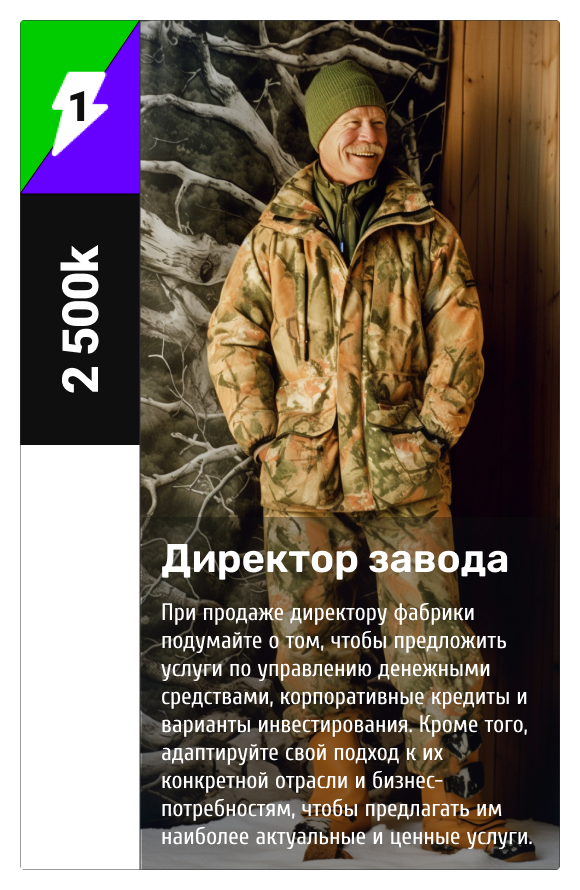 1
2 500k
Директор завода
При продаже директору фабрики
подумайте о том, чтобы предложить
услуги по управлению денежными
средствами, корпоративные кредиты и
варианты инвестирования. Кроме того,
адаптируйте свой подход к их
конкретной отрасли и бизнес-
потребностям, чтобы предлагать им
наиболее актуальные и ценные услуги.